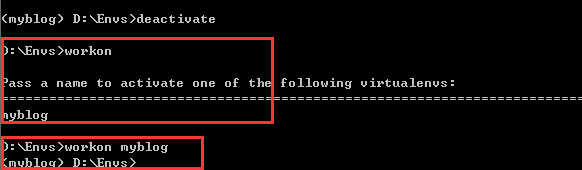 (myblog) D:\Envs>deactivate
D:\Envs>workon
Pass a name to activate one of the following virtualenvs:
==============================================================================
myblog
D:\Envs>workon myblog
(myblog) D:\Envs>